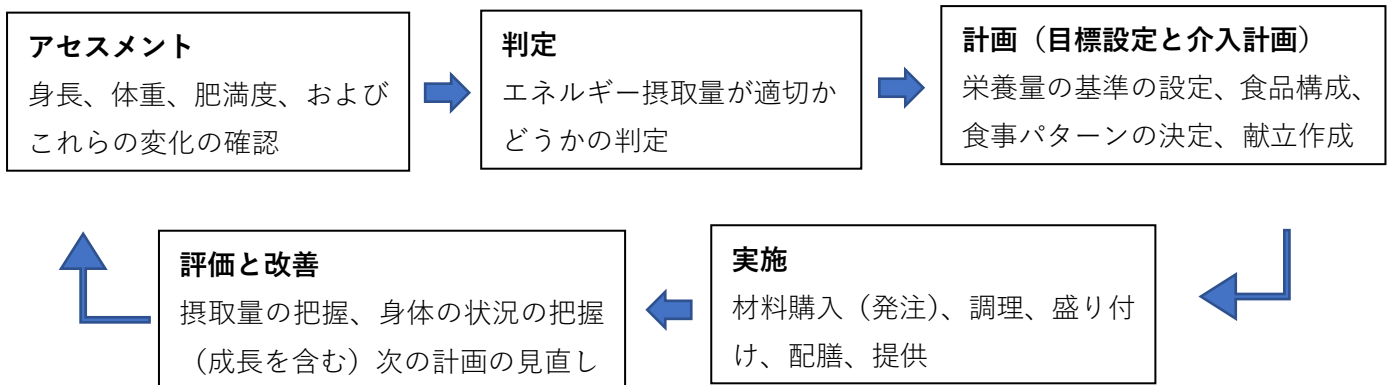 アセスメント
身長、体重、肥満度、および
これらの変化の確認
判定
エネルギー摂取量が適切か
どうかの判定
計画（目標設定と介入計画）
栄養量の基準の設定、食品構成、
食事パターンの決定、献立作成
実施
材料購入（発注）、調理、盛り付
け、配膳、提供
評価と改善
摂取量の把握、身体の状況の把握
（成長を含む）次の計画の見直し